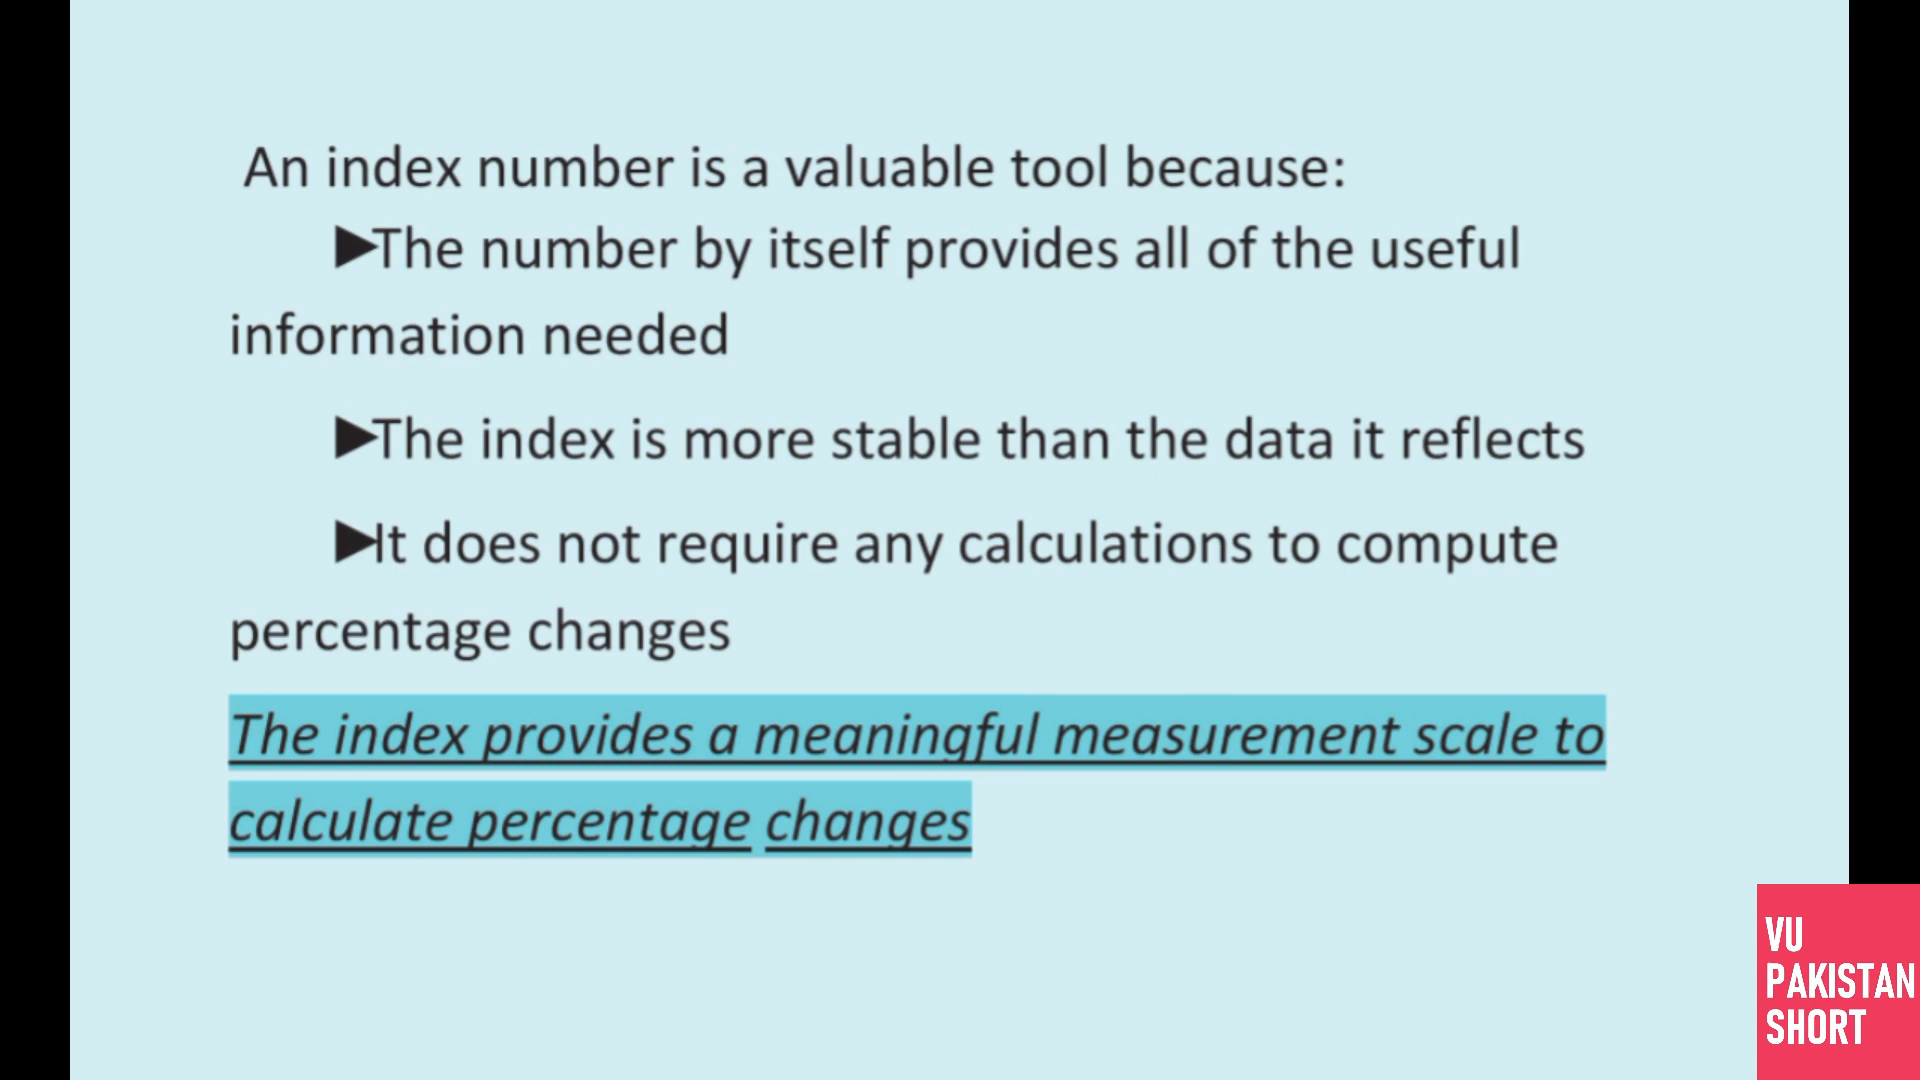 An index number is a valuable tool because:
▶The number by itself provides all of the useful
information needed
▶The index is more stable than the data it reflects
▶It does not require any calculations to compute
percentage changes
The index provides a meaningful measurement scale to
calculate percentage changes
VU
PAKISTAN
SHORT